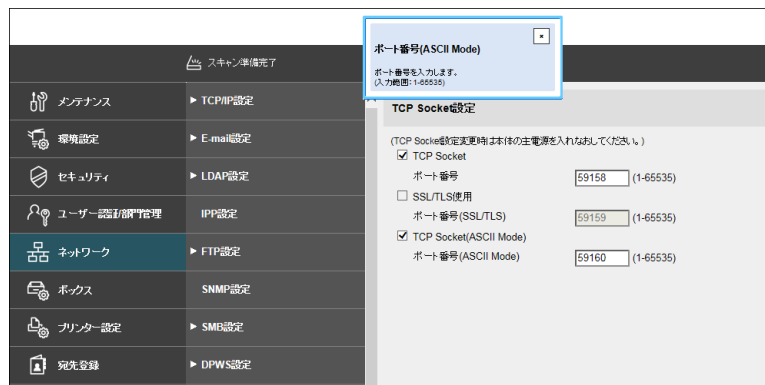 ポート番号(ASCII Mode)
ポート番号を入力します。
(入力範囲:1-65535)
スキャン準備完了
メンテナンス
環境設定
セキュリティ
ユーザー認証/部門管理
ネットワーク
ボックス
プリンター設定
宛先登録
▶ TCP/IP設定
▶ E-mail設定
▶ LDAP設定
IPP設定
▶ FTP設定
SNMP設定
▶ SMB設定
▶ DPWS設定
TCP Socket設定
(TCP Socket設定変更時は本体の主電源を入れなおしてください。)
TCP Socket
ポート番号 59158 (1-65535)
SSL/TLS使用
ポート番号(SSL/TLS) 59159 (1-65535)
TCP Socket(ASCII Mode)
ポート番号(ASCII Mode) 59160 (1-65535)